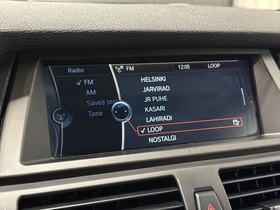 Radio
FM 12:05 LOOP
✓ FM
AM
Saved st
Tone
HELSINKI
JARVIRAD
JR PUHE
KASARI
LAHIRADI
✓ LOOP
NOSTALGI